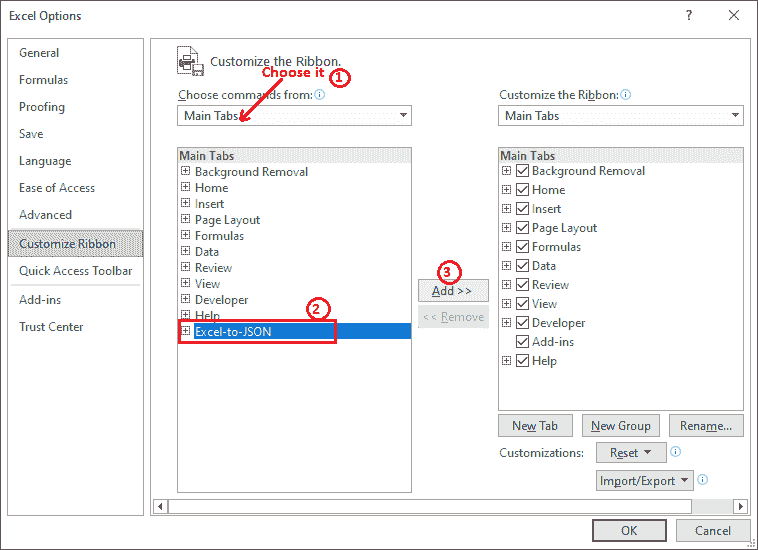 Excel Options
?
General
Formulas
Proofing
Save
Language
Ease of Access
Advanced
Customize Ribbon
Quick Access Toolbar
Add-ins
Trust Center
Customize the Ribbon.
Choose it 1
Choose commands from:
Main Tabs
Main Tabs
Background Removal
Home
Insert
Page Layout
Formulas
Data
Review
View
Developer
Help
2
Excel-to-JSON
3
Add >>
<< Remove
Customize the Ribbon:
Main Tabs
Main Tabs
Background Removal
Home
Insert
Page Layout
Formulas
Data
Review
View
Developer
Add-ins
Help
New Tab
New Group
Rename...
Customizations:
Reset
Import/Export
OK
Cancel